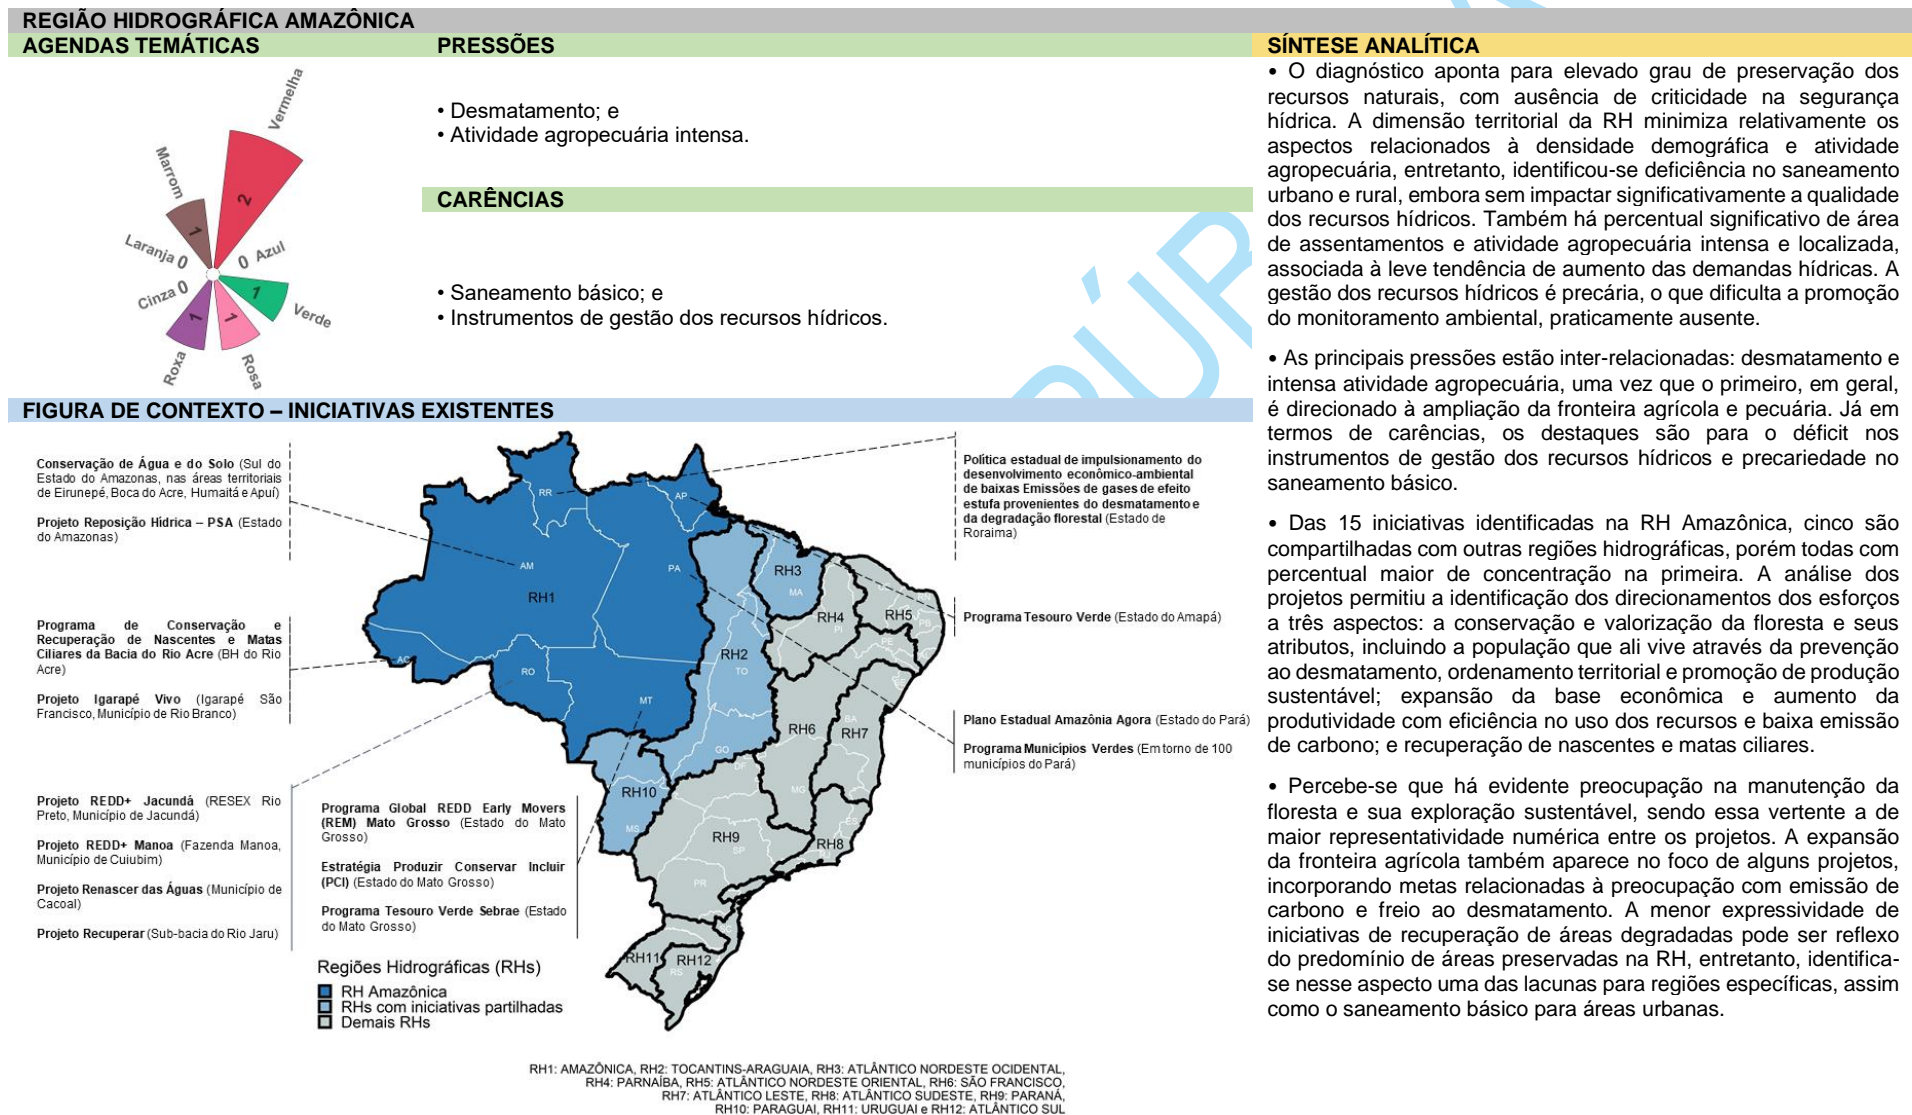 REGIÃO HIDROGRÁFICA AMAZÔNICA
AGENDAS TEMÁTICAS
Vermelha
2
Marrom
1
Laranja 0
0 Azul
Cinza 0
1
Verde
1
Roxa
1
Rosa
PRESSÕES
• Desmatamento; e
• Atividade agropecuária intensa.
CARÊNCIAS
• Saneamento básico; e
• Instrumentos de gestão dos recursos hídricos.
FIGURA DE CONTEXTO – INICIATIVAS EXISTENTES
Conservação de Água e do Solo (Sul do
Estado do Amazonas, nas áreas territoriais
de Eirunepé, Boca do Acre, Humaitá e Apuí)
Projeto Reposição Hídrica – PSA (Estado
do Amazonas)
Programa de Conservação e
Recuperação de Nascentes e Matas
Ciliares da Bacia do Rio Acre (BH do Rio
Acre)
Projeto Igarapé Vivo (Igarapé São
Francisco, Município de Rio Branco)
Projeto REDD+ Jacundá (RESEX Rio
Preto, Município de Jacundá)
Projeto REDD+ Manoa (Fazenda Manoa,
Município de Cuiubim)
Projeto Renascer das Águas (Município de
Cacoal)
Projeto Recuperar (Sub-bacia do Rio Jaru)
Programa Global REDD Early Movers
(REM) Mato Grosso (Estado do Mato
Grosso)
Estratégia Produzir Conservar Incluir
(PCI) (Estado do Mato Grosso)
Programa Tesouro Verde Sebrae (Estado
do Mato Grosso)
Política estadual de impulsionamento do
desenvolvimento econômico-ambiental
de baixas Emissões de gases de efeito
estufa provenientes do desmatamento e
da degradação florestal (Estado de
Roraima)
Programa Tesouro Verde (Estado do Amapá)
Plano Estadual Amazônia Agora (Estado do Pará)
Programa Municípios Verdes (Em torno de 100
municípios do Pará)
RR
AP
AM
PA
RH1
RH3
MA
RH4
PI
RH5
PB
PE
AC
RO
RH2
TO
MT
RH6
BA
RH7
GO
DF
MG
RH10
MS
ES
RH9
SP
RH8
PR
SC
RH11
RH12
RS
Regiões Hidrográficas (RHs)
RH Amazônica
RHs com iniciativas partilhadas
Demais RHs
RH1: AMAZÔNICA, RH2: TOCANTINS-ARAGUAIA, RH3: ATLÂNTICO NORDESTE OCIDENTAL,
RH4: PARNAÍBA, RH5: ATLÂNTICO NORDESTE ORIENTAL, RH6: SÃO FRANCISCO,
RH7: ATLÂNTICO LESTE, RH8: ATLÂNTICO SUDESTE, RH9: PARANÁ,
RH10: PARAGUAI, RH11: URUGUAI e RH12: ATLÂNTICO SUL
SÍNTESE ANALÍTICA
• O diagnóstico aponta para elevado grau de preservação dos
recursos naturais, com ausência de criticidade na segurança
hídrica. A dimensão territorial da RH minimiza relativamente os
aspectos relacionados à densidade demográfica e atividade
agropecuária, entretanto, identificou-se deficiência no saneamento
urbano e rural, embora sem impactar significativamente a qualidade
dos recursos hídricos. Também há percentual significativo de área
de assentamentos e atividade agropecuária intensa e localizada,
associada à leve tendência de aumento das demandas hídricas. A
gestão dos recursos hídricos é precária, o que dificulta a promoção
do monitoramento ambiental, praticamente ausente.
• As principais pressões estão inter-relacionadas: desmatamento e
intensa atividade agropecuária, uma vez que o primeiro, em geral,
é direcionado à ampliação da fronteira agrícola e pecuária. Já em
termos de carências, os destaques são para o déficit nos
instrumentos de gestão dos recursos hídricos e precariedade no
saneamento básico.
• Das 15 iniciativas identificadas na RH Amazônica, cinco são
compartilhadas com outras regiões hidrográficas, porém todas com
percentual maior de concentração na primeira. A análise dos
projetos permitiu a identificação dos direcionamentos dos esforços
a três aspectos: a conservação e valorização da floresta e seus
atributos, incluindo a população que ali vive através da prevenção
ao desmatamento, ordenamento territorial e promoção de produção
sustentável; expansão da base econômica e aumento da
produtividade com eficiência no uso dos recursos e baixa emissão
de carbono; e recuperação de nascentes e matas ciliares.
• Percebe-se que há evidente preocupação na manutenção da
floresta e sua exploração sustentável, sendo essa vertente a de
maior representatividade numérica entre os projetos. A expansão
da fronteira agrícola também aparece no foco de alguns projetos,
incorporando metas relacionadas à preocupação com emissão de
carbono e freio ao desmatamento. A menor expressividade de
iniciativas de recuperação de áreas degradadas pode ser reflexo
do predomínio de áreas preservadas na RH, entretanto, identifica-
se nesse aspecto uma das lacunas para regiões específicas, assim
como o saneamento básico para áreas urbanas.